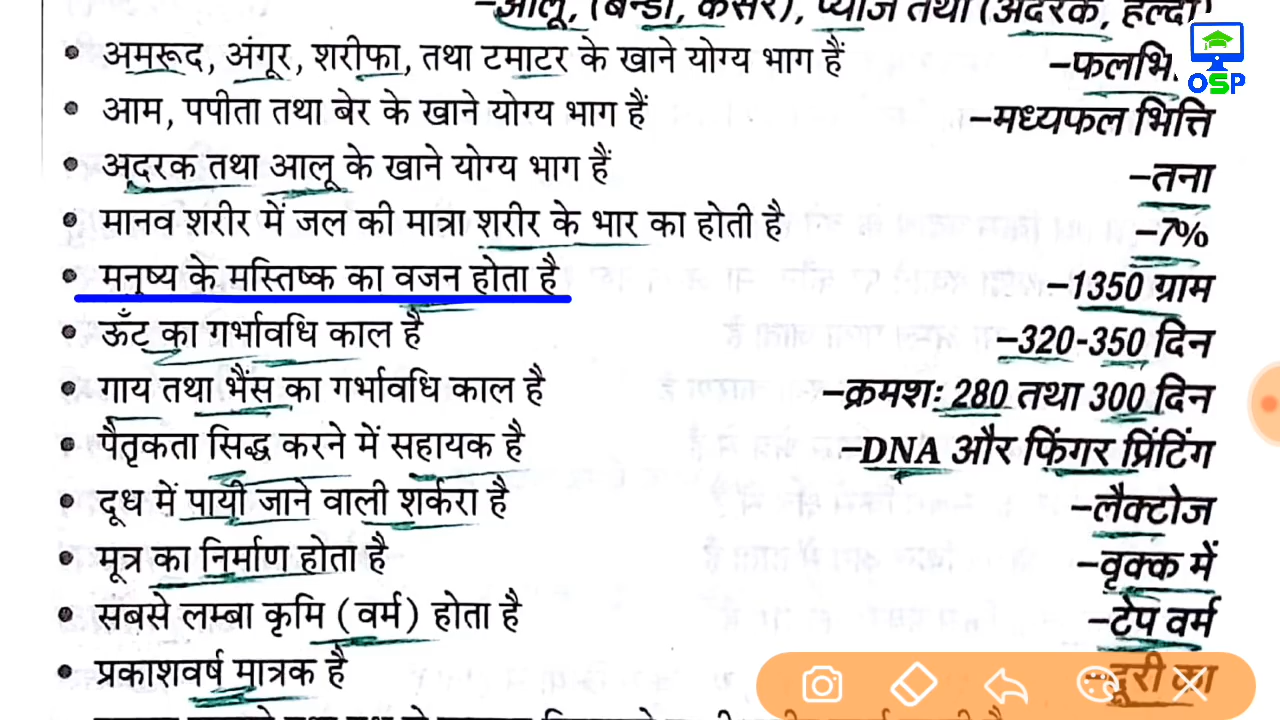 –आलू, (बन्डा, केसर), प्याज तथा (अदरक, हल्दी)
OSP
• अमरूद, अंगूर, शरीफा, तथा टमाटर के खाने योग्य भाग हैं –फलभि
• आम, पपीता तथा बेर के खाने योग्य भाग हैं –मध्यफल भित्ति
• अदरक तथा आलू के खाने योग्य भाग हैं –तना
• मानव शरीर में जल की मात्रा शरीर के भार का होती है –7%
• मनुष्य के मस्तिष्क का वजन होता है –1350 ग्राम
• ऊँट का गर्भावधि काल है –320-350 दिन
• गाय तथा भैंस का गर्भावधि काल है –क्रमशः 280 तथा 300 दिन
• पैतृकता सिद्ध करने में सहायक है –DNA और फिंगर प्रिंटिंग
• दूध में पायी जाने वाली शर्करा है –लैक्टोज
• मूत्र का निर्माण होता है –वृक्क में
• सबसे लम्बा कृमि (वर्म) होता है –टेप वर्म
• प्रकाशवर्ष मात्रक है –दूरी का